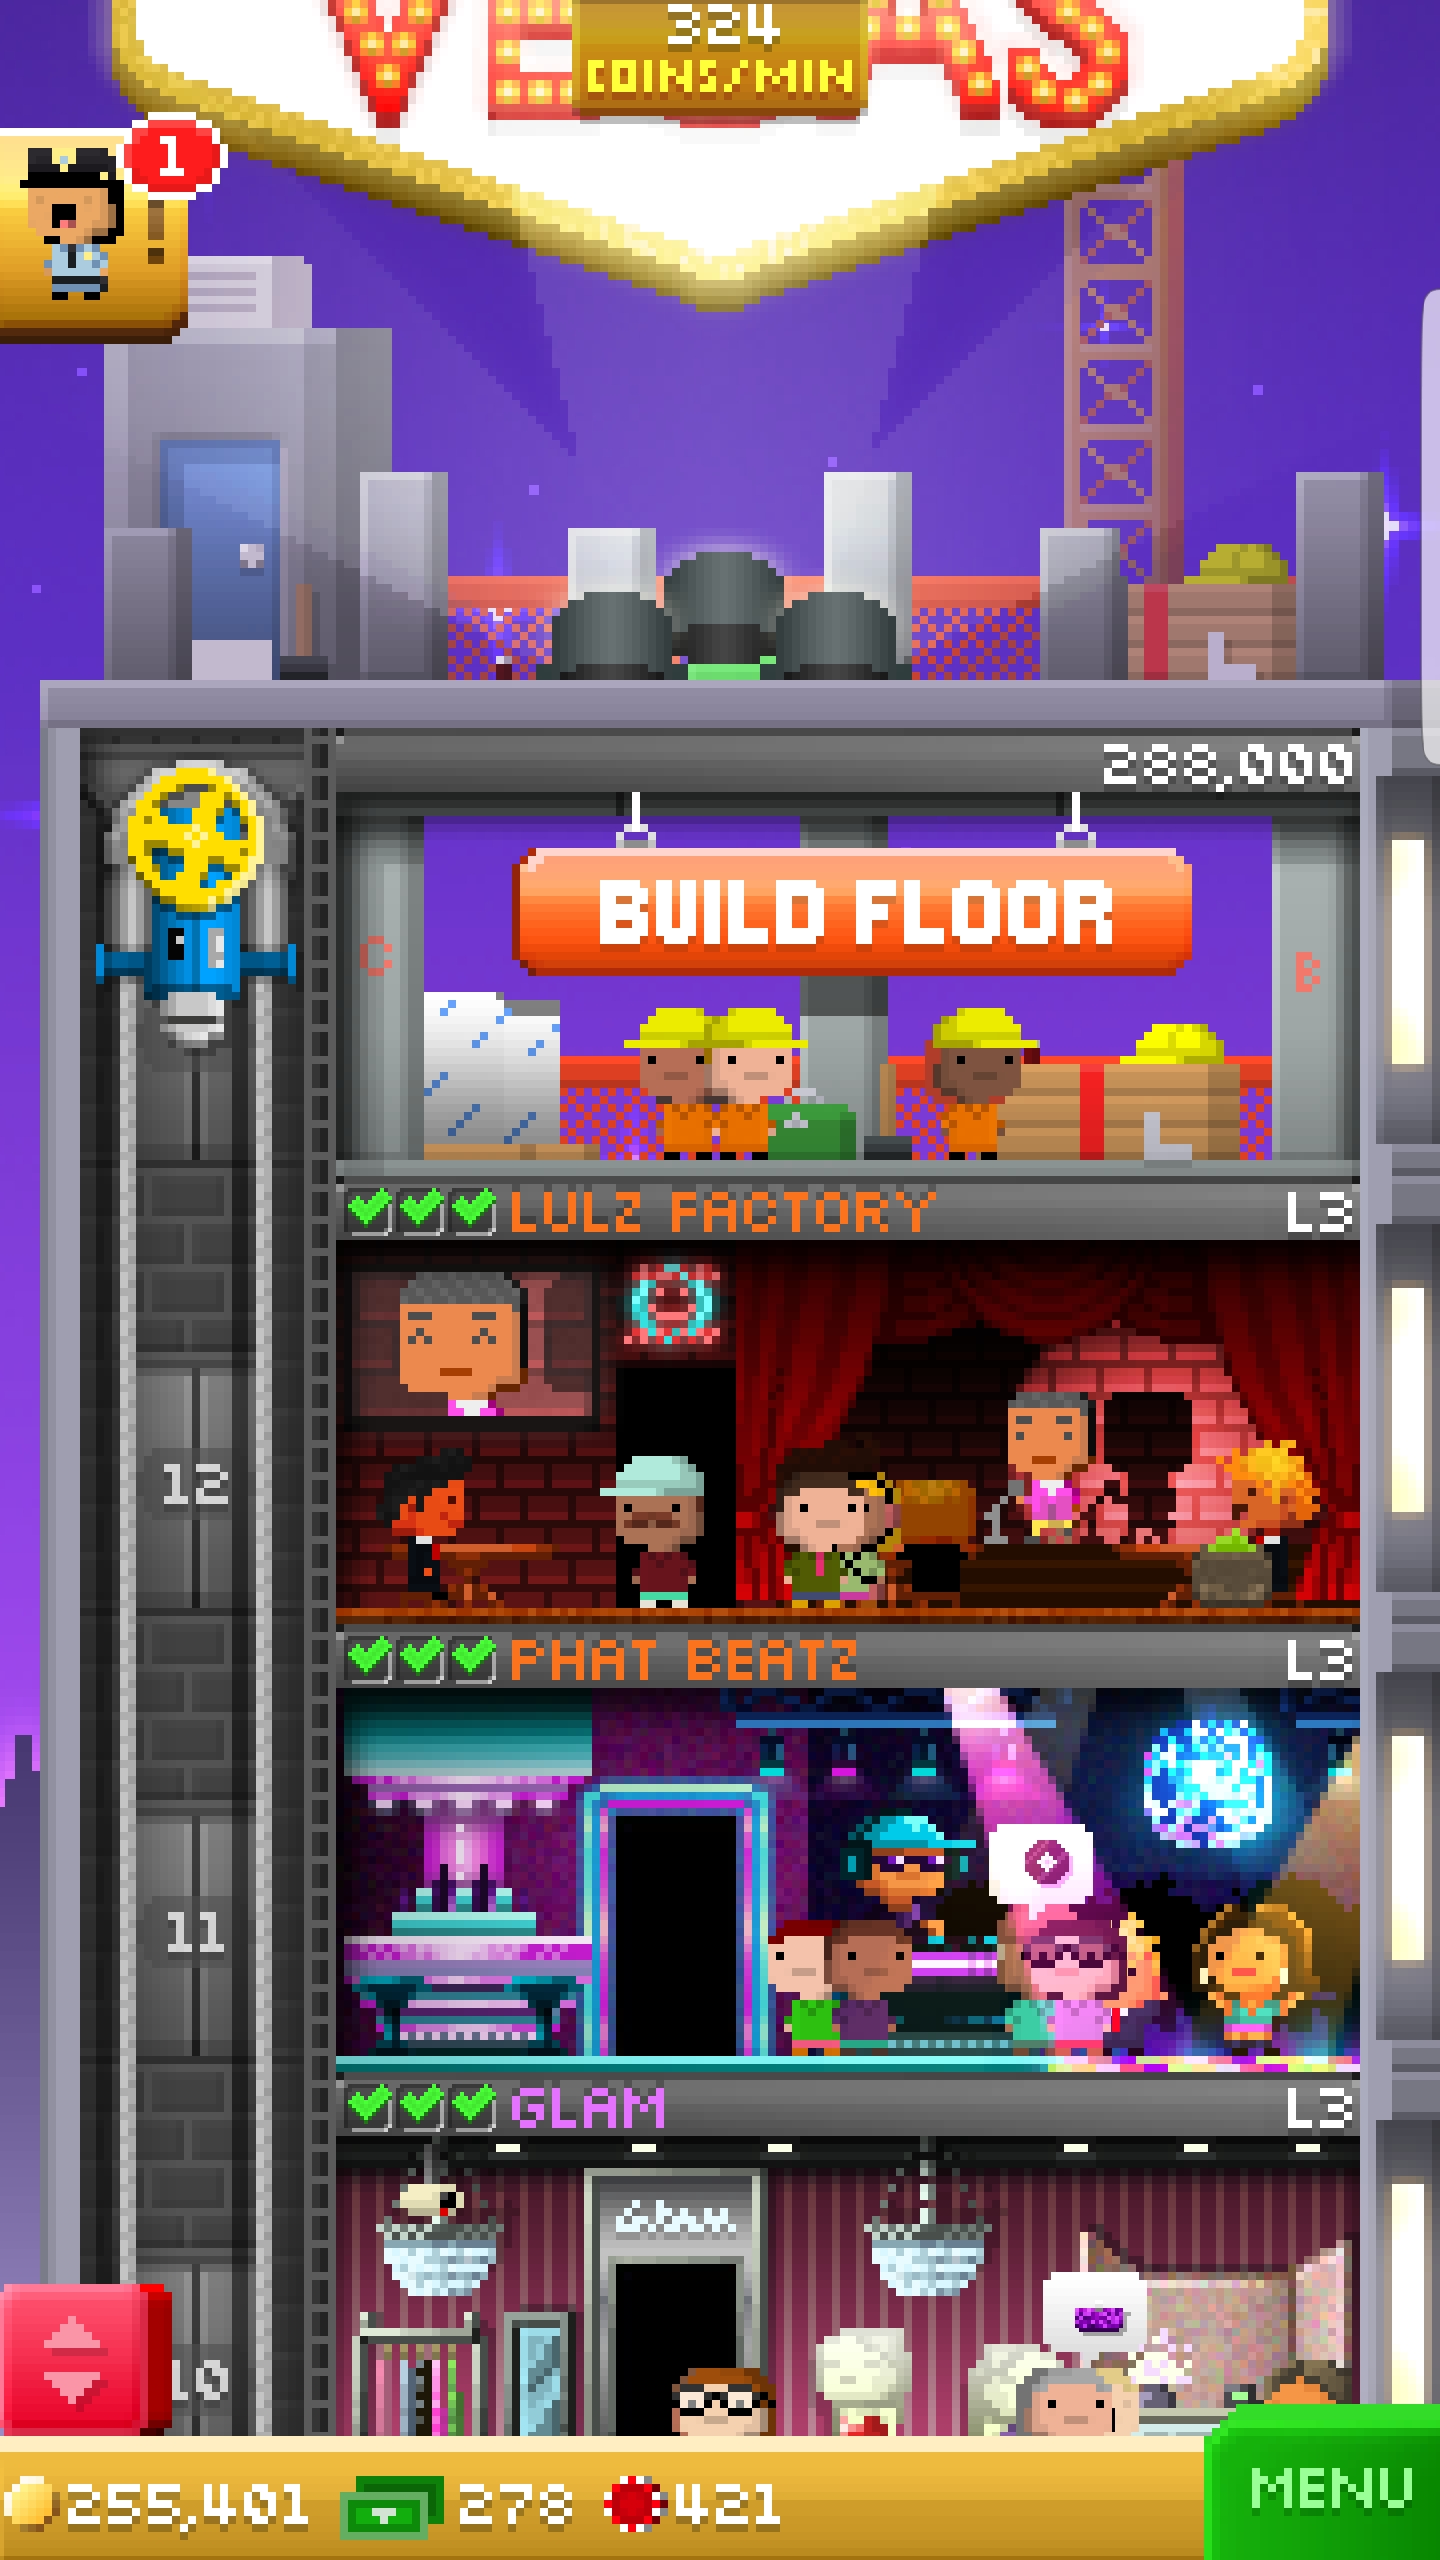 324
COINS/MIN
1
!
288,000
C
BUILD FLOOR
B
LULZ FACTORY L3
12
PHAT BEATZ L3
11
GLAM L3
Glam
10
255,401 278 421
MENU